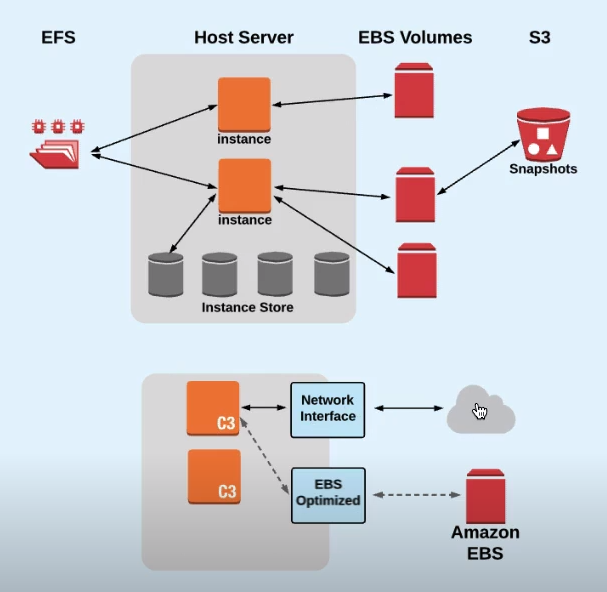 EFS
Host Server
EBS Volumes
S3
instance
Snapshots
instance
Instance Store
C3
Network
Interface
C3
EBS
Optimized
Amazon
EBS